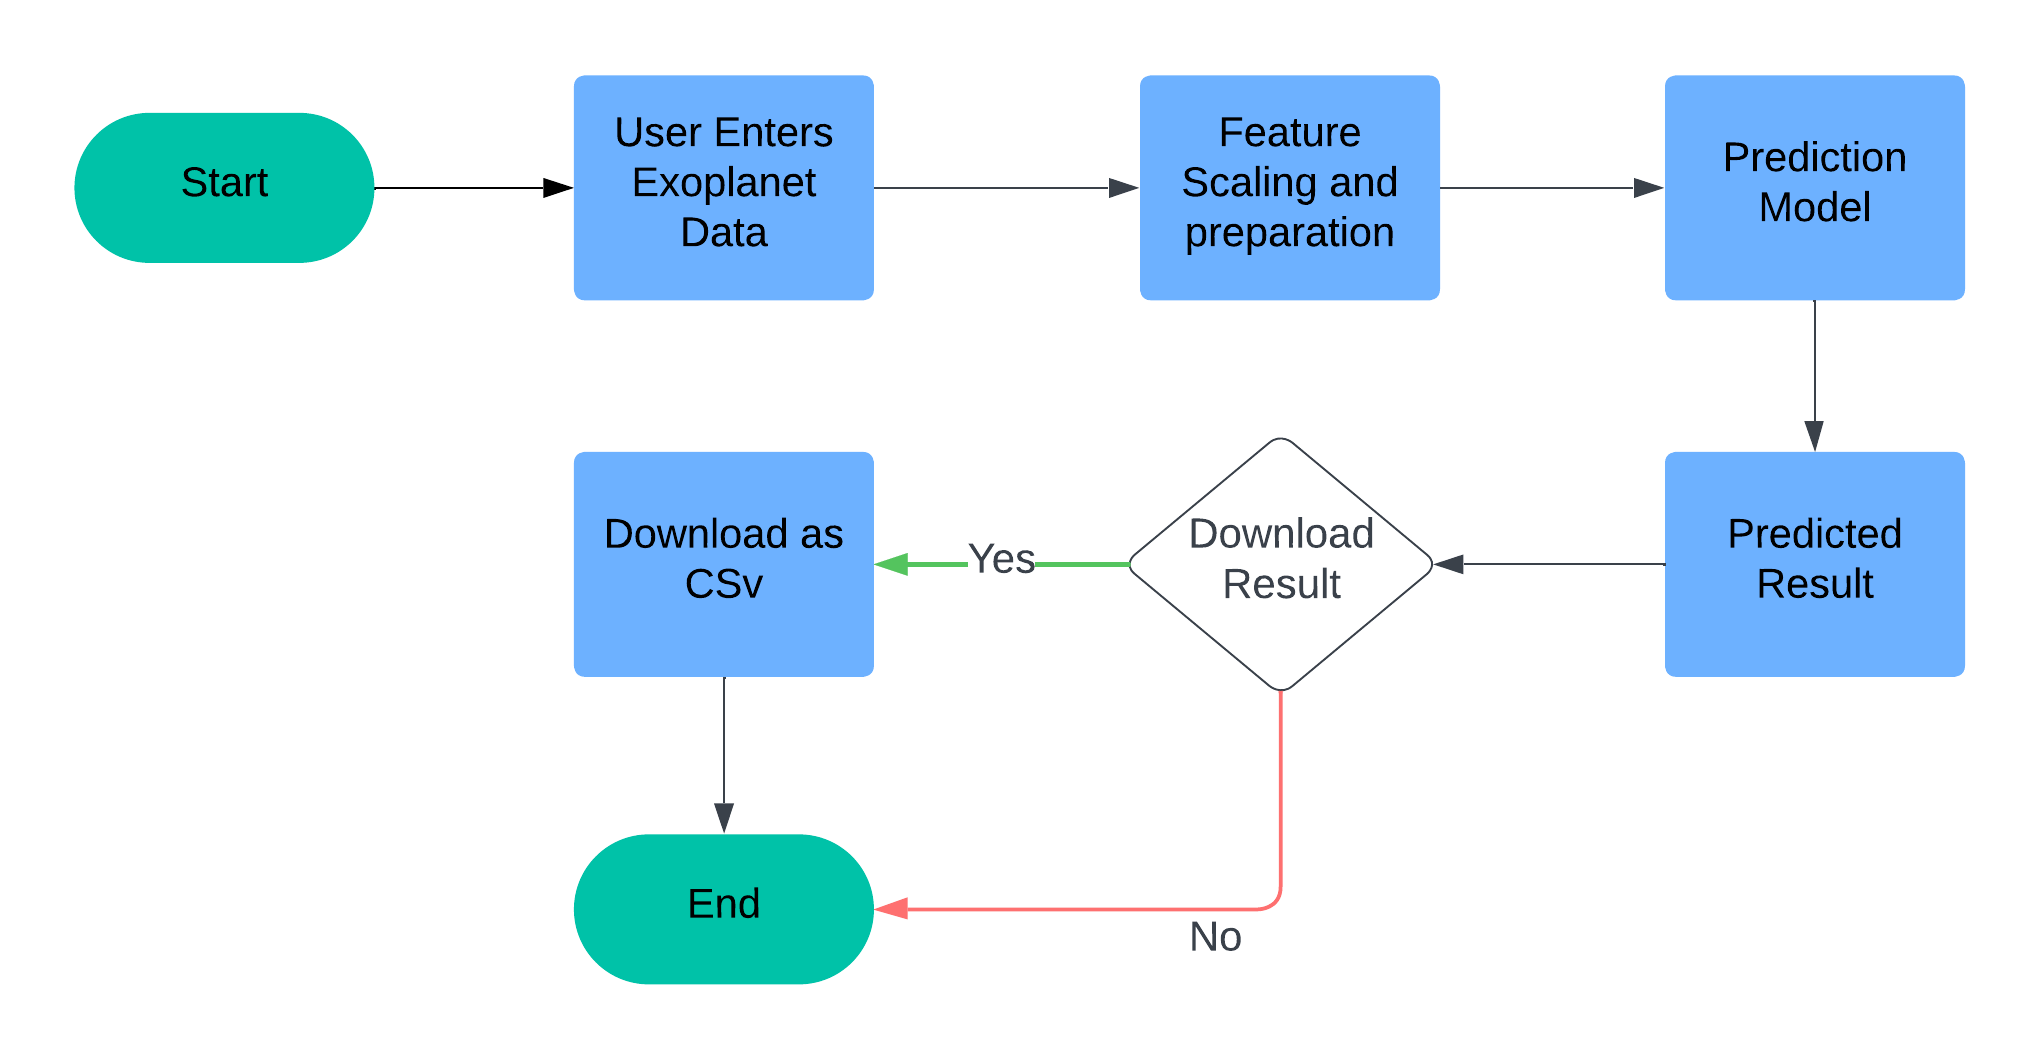 Start
User Enters
Exoplanet
Data
Feature
Scaling and
preparation
Prediction
Model
Predicted
Result
Download
Result
Yes
Download as
CSv
No
End